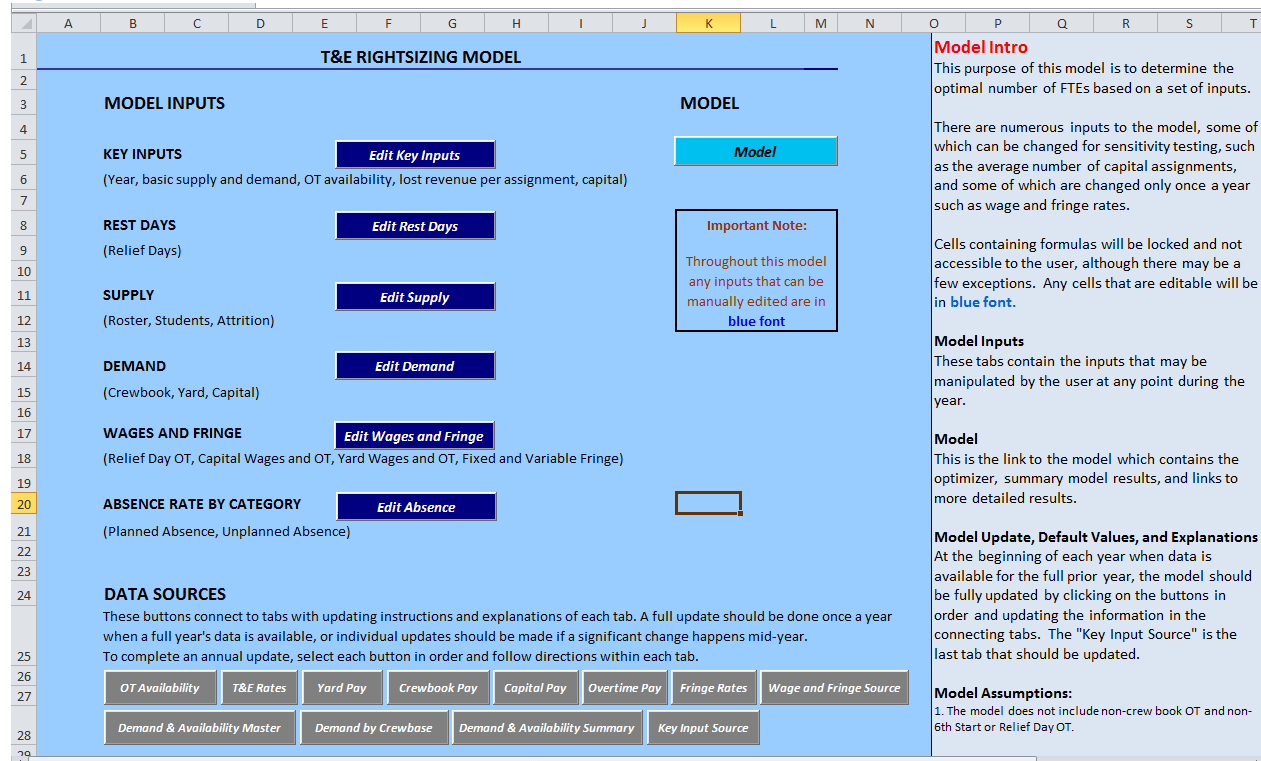 A B C D E F G H I J K L M N O P Q R S T
1
2
3
4
5
6
7
8
9
10
11
12
13
14
15
16
17
18
19
20
21
22
23
24
25
26
27
28
29
T&E RIGHTSIZING MODEL
MODEL INPUTS
MODEL
KEY INPUTS
Edit Key Inputs
Model
(Year, basic supply and demand, OT availability, lost revenue per assignment, capital)
REST DAYS
Edit Rest Days
(Relief Days)
SUPPLY
Edit Supply
(Roster, Students, Attrition)
DEMAND
Edit Demand
(Crewbook, Yard, Capital)
WAGES AND FRINGE
Edit Wages and Fringe
(Relief Day OT, Capital Wages and OT, Yard Wages and OT, Fixed and Variable Fringe)
ABSENCE RATE BY CATEGORY
Edit Absence
(Planned Absence, Unplanned Absence)
Important Note:
Throughout this model
any inputs that can be
manually edited are in
blue font
DATA SOURCES
These buttons connect to tabs with updating instructions and explanations of each tab. A full update should be done once a year
when a full year's data is available, or individual updates should be made if a significant change happens mid-year.
To complete an annual update, select each button in order and follow directions within each tab.
OT Availability
T&E Rates
Yard Pay
Crewbook Pay
Capital Pay
Overtime Pay
Fringe Rates
Wage and Fringe Source
Demand & Availability Master
Demand by Crewbase
Demand & Availability Summary
Key Input Source
Model Intro
This purpose of this model is to determine the
optimal number of FTEs based on a set of inputs.
There are numerous inputs to the model, some of
which can be changed for sensitivity testing, such
as the average number of capital assignments,
and some of which are changed only once a year
such as wage and fringe rates.
Cells containing formulas will be locked and not
accessible to the user, although there may be a
few exceptions. Any cells that are editable will be
in blue font.
Model Inputs
These tabs contain the inputs that may be
manipulated by the user at any point during the
year.
Model
This is the link to the model which contains the
optimizer, summary model results, and links to
more detailed results.
Model Update, Default Values, and Explanations
At the beginning of each year when data is
available for the full prior year, the model should
be fully updated by clicking on the buttons in
order and updating the information in the
connecting tabs. The "Key Input Source" is the
last tab that should be updated.
Model Assumptions:
1. The model does not include non-crew book OT and non-
6th Start or Relief Day OT.